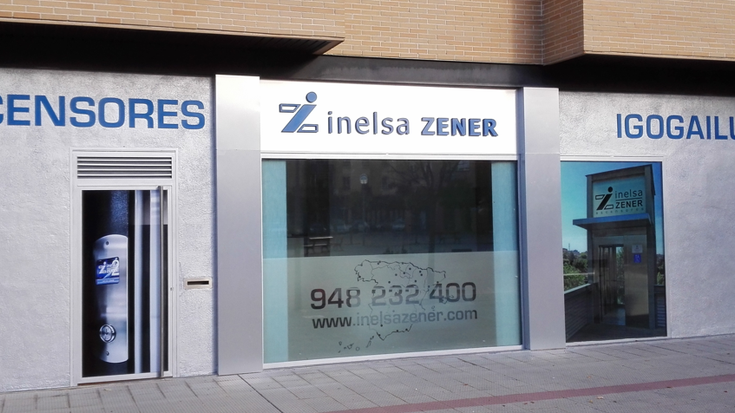 CENSORES
inelsa ZENER
IGOGAILU
inelsa
ZENER
948 232 400
www.inelsazener.com